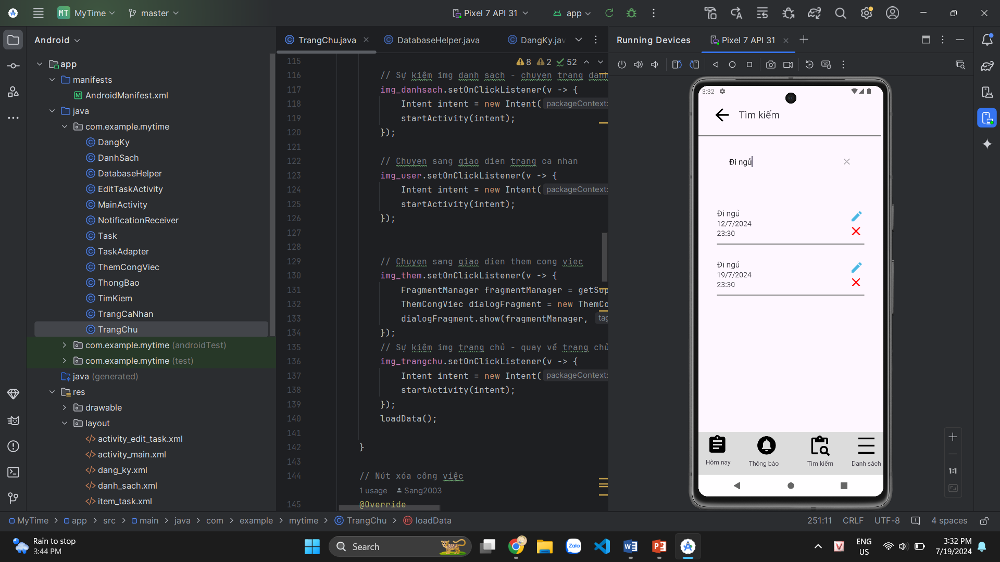 MT MyTime master
Pixel 7 API 31 app
Android
app
manifests
AndroidManifest.xml
java
com.example.mytime
DangKy
DanhSach
DatabaseHelper
EditTaskActivity
MainActivity
NotificationReceiver
Task
TaskAdapter
ThemCongViec
ThongBao
TimKiem
TrangCaNhan
TrangChu
com.example.mytime (androidTest)
com.example.mytime (test)
java (generated)
res
drawable
layout
activity_edit_task.xml
activity_main.xml
dang_ky.xml
danh_sach.xml
item_task.xml
TrangChu.java DatabaseHelper.java DangKy.jav
8 2 52
115
116 // Sự kiêm img danh sach - chuyen trang danh
117 img_danhsach.setOnClickListener(v -> {
118 Intent intent = new Intent( packageContext:
119 startActivity(intent);
120 });
121
122 // Chuyen sang giao dien trang ca nhan
123 img_user.setOnClickListener(v -> {
124 Intent intent = new Intent( packageContext:
125 startActivity(intent);
126 });
127
128
129 // Chuyen sang giao dien them cong viec
130 img_them.setOnClickListener(v -> {
131 FragmentManager fragmentManager = getSup
132 ThemCongViec dialogFragment = new ThemCo
133 dialogFragment.show(fragmentManager, tag
134 });
135 // Sự kiệm img trang chủ - quay về trang chủ
136 img_trangchu.setOnClickListener(v -> {
137 Intent intent = new Intent( packageContext:
138 startActivity(intent);
139 });
140 loadData();
141
142 }
143
144 // Nút xóa công việc
1 usage Sang2003
145 @Override
Running Devices Pixel 7 API 31
3:32
Tìm kiếm
Đi ngủ
Đi ngủ
12/7/2024
23:30
Đi ngủ
19/7/2024
23:30
Hôm nay Thông báo Tìm kiếm Danh sách
1:1
MyTime > app > src > main > java > com > example > mytime > TrangChu > loadData
251:11 CRLF UTF-8 4 spaces
Rain to stop
3:44 PM
Search
Zalo
ENG
US
3:32 PM
7/19/2024